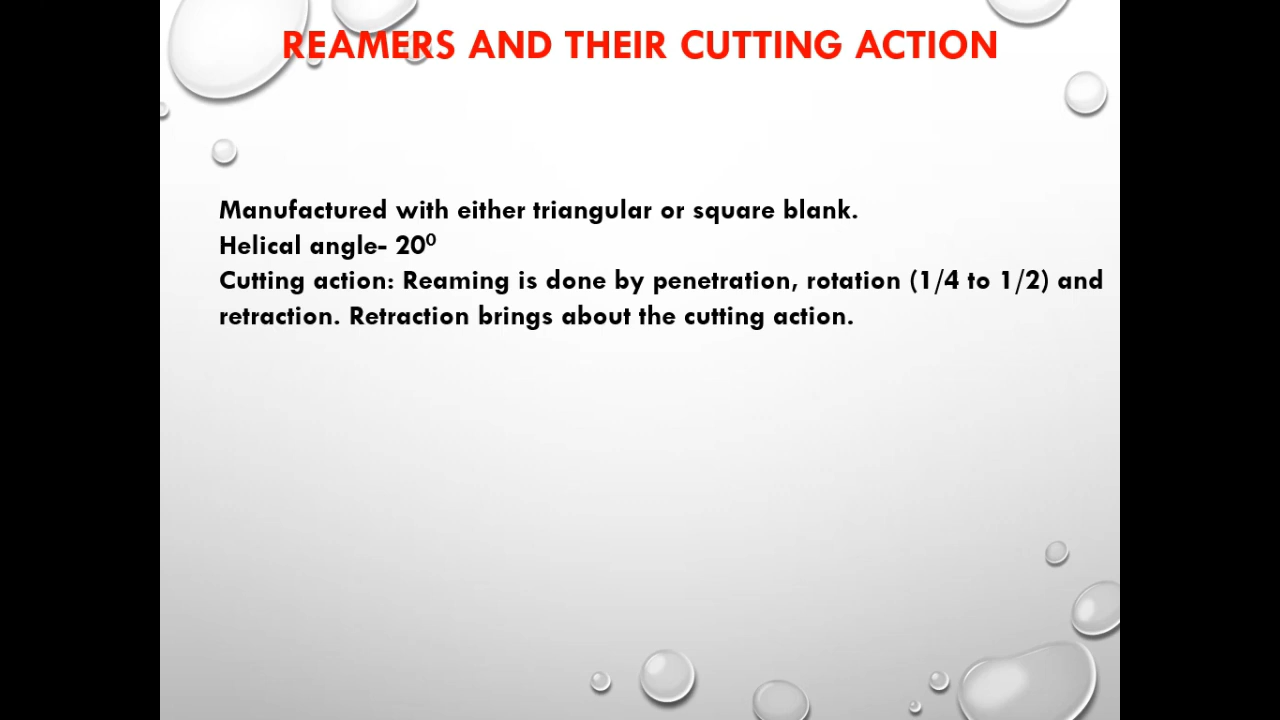 REAMERS AND THEIR CUTTING ACTION
Manufactured with either triangular or square blank.
Helical angle- 20⁰
Cutting action: Reaming is done by penetration, rotation (1/4 to 1/2) and
retraction. Retraction brings about the cutting action.